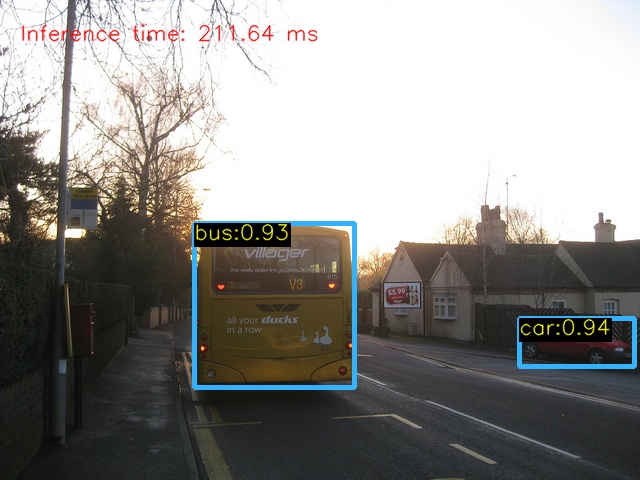 Inference time: 211.64 ms
bus:0.93
villager
615
V3
all your ducks
in a row
£5.99
car:0.94